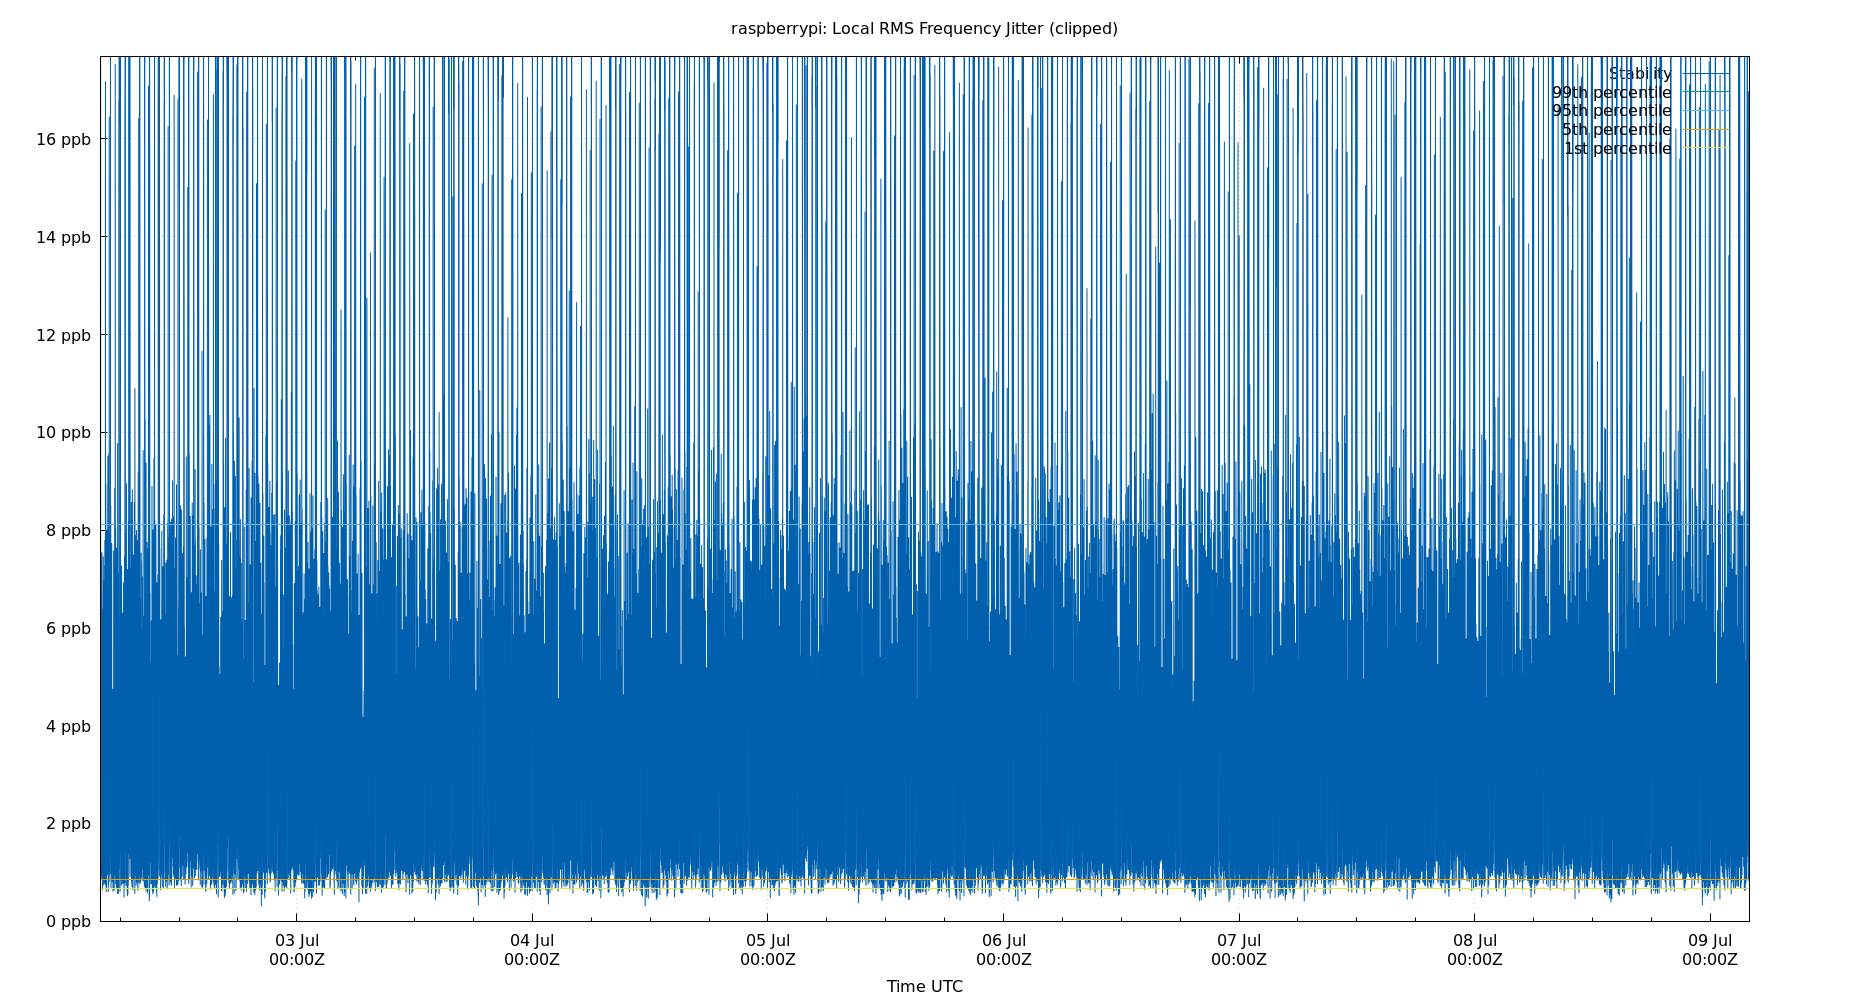 raspberrypi: Local RMS Frequency Jitter (clipped)
Stability
99th percentile
95th percentile
5th percentile
1st percentile
16 ppb
14 ppb
12 ppb
10 ppb
8 ppb
6 ppb
4 ppb
2 ppb
0 ppb
03 Jul 04 Jul 05 Jul 06 Jul 07 Jul 08 Jul 09 Jul
00:00Z 00:00Z 00:00Z 00:00Z 00:00Z 00:00Z 00:00Z
Time UTC